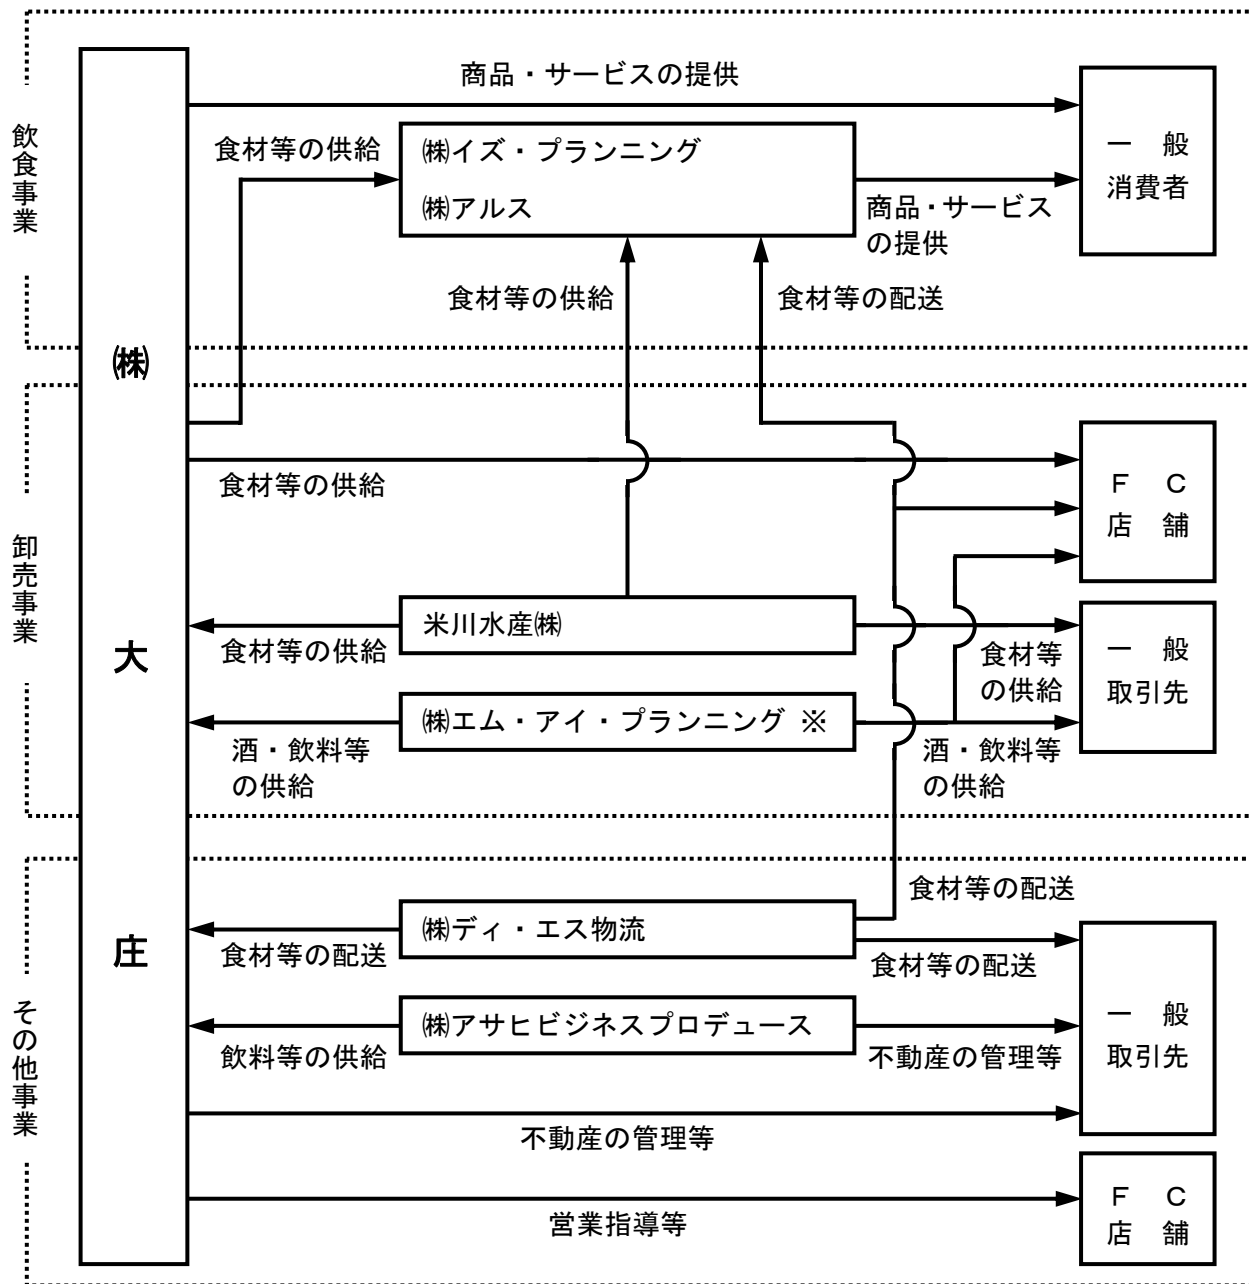 飲食事業
商品・サービスの提供
一　般
消費者
食材等の供給
㈱イズ・プランニング
㈱アルス
商品・サービス
の提供
食材等の供給
食材等の配送
㈱
大
庄
卸売事業
食材等の供給
Ｆ　Ｃ
店　舗
米川水産㈱
食材等の供給
食材等
の供給
一　般
取引先
㈱エム・アイ・プランニング ※
酒・飲料等
の供給
酒・飲料等
の供給
その他事業
食材等の配送
㈱ディ・エス物流
食材等の配送
食材等の配送
㈱アサヒビジネスプロデュース
飲料等の供給
不動産の管理等
一　般
取引先
不動産の管理等
営業指導等
Ｆ　Ｃ
店　舗